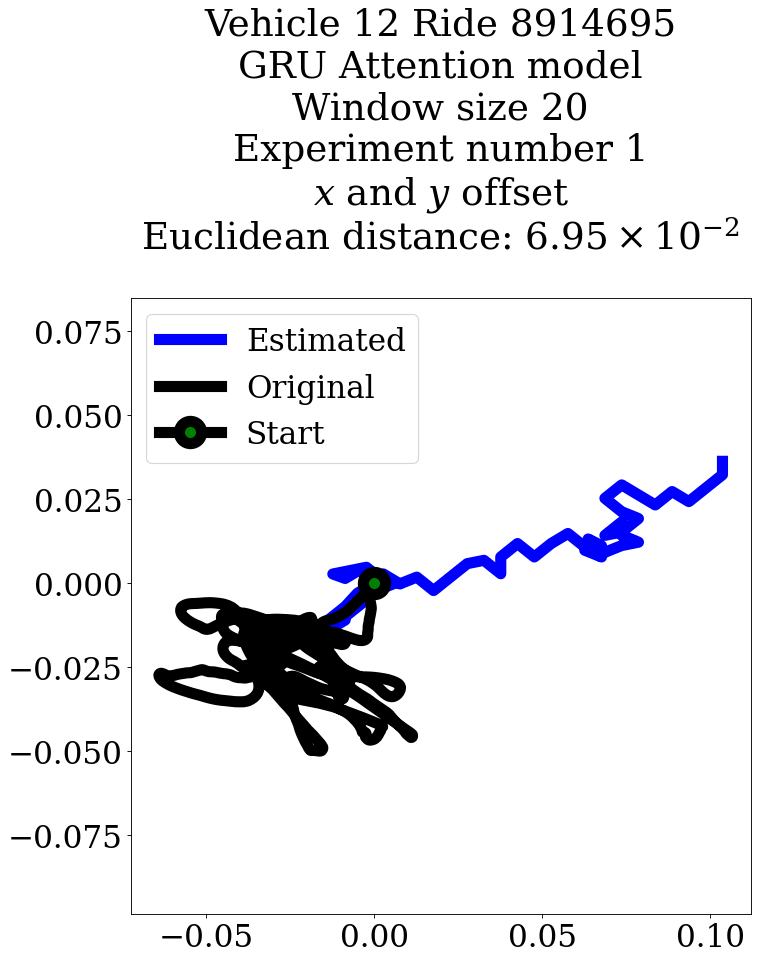 Vehicle 12 Ride 8914695
GRU Attention model
Window size 20
Experiment number 1
x and y offset
Euclidean distance: 6.95 × 10⁻²
Estimated
Original
Start
0.075
0.050
0.025
0.000
−0.025
−0.050
−0.075
−0.05 0.00 0.05 0.10